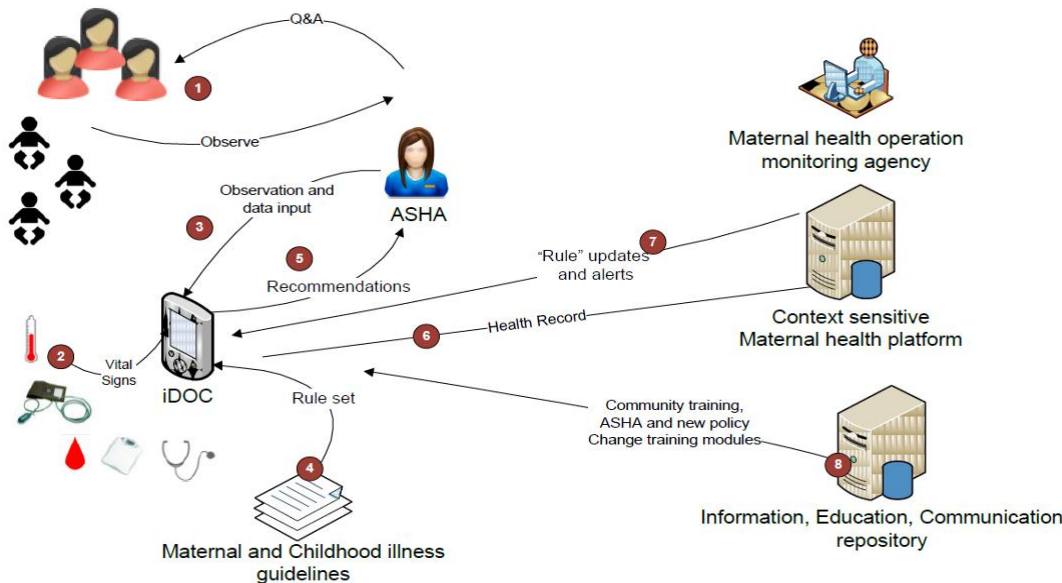 Q&A
1
Observe
Maternal health operation
monitoring agency
Observation and
data input
ASHA
3
7
"Rule" updates
and alerts
5
Recommendations
6
Health Record
Context sensitive
Maternal health platform
2
Vital
Signs
iDOC
Rule set
Community training,
ASHA and new policy
Change training modules
8
4
Information, Education, Communication
repository
Maternal and Childhood illness
guidelines